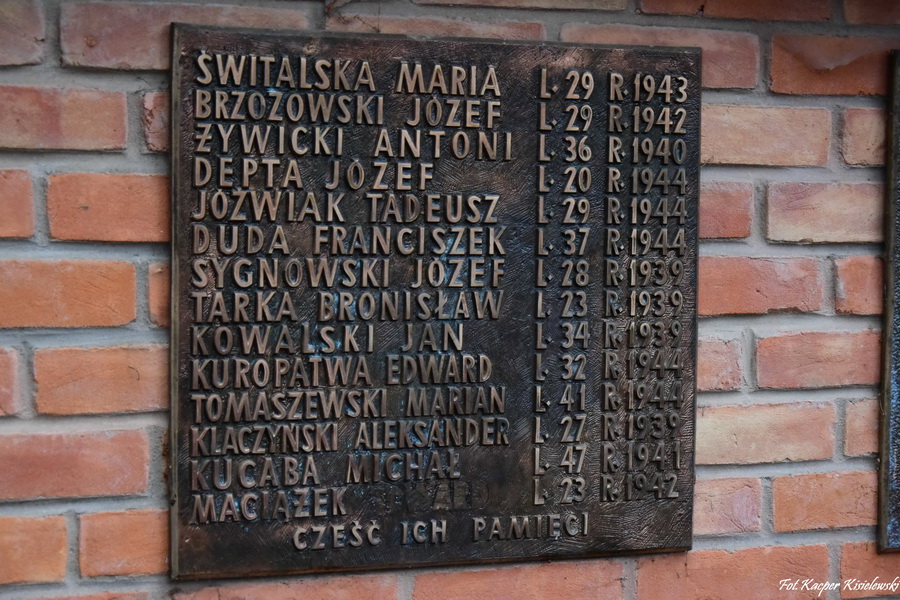 ŚWITALSKA MARIA L. 29 R. 1943
BRZOZOWSKI JÓZEF L. 29 R. 1942
ŻYWICKI ANTONI L. 36 R. 1940
DEPTA JÓZEF L. 20 R. 1944
JÓŹWIAK TADEUSZ L. 29 R. 1944
DUDA FRANCISZEK L. 37 R. 1944
SYGNOWSKI JÓZEF L. 28 R. 1939
TARKA BRONISŁAW L. 23 R. 1939
KOWALSKI JAN L. 34 R. 1939
KUROPATWA EDWARD L. 32 R. 1944
TOMASZEWSKI MARIAN L. 41 R. 1944
KLACZYŃSKI ALEKSANDER L. 27 R. 1939
KUCABA MICHAŁ L. 47 R. 1941
MACIĄŻEK L. 23 R. 1942
CZEŚĆ ICH PAMIĘCI
Fot. Kacper Kisielewski